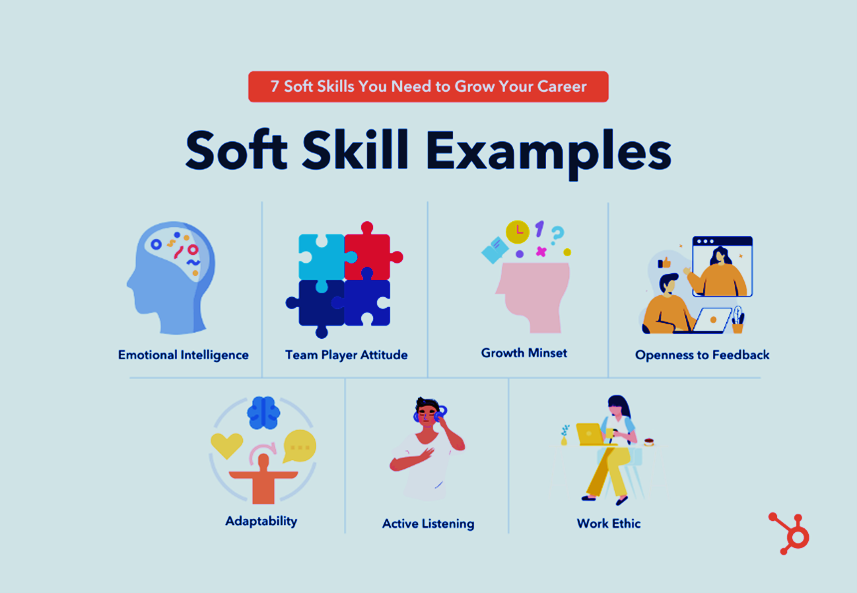 7 Soft Skills You Need to Grow Your Career
Soft Skill Examples
Emotional Intelligence
Team Player Attitude
Growth Minset
Openness to Feedback
Adaptability
Active Listening
Work Ethic